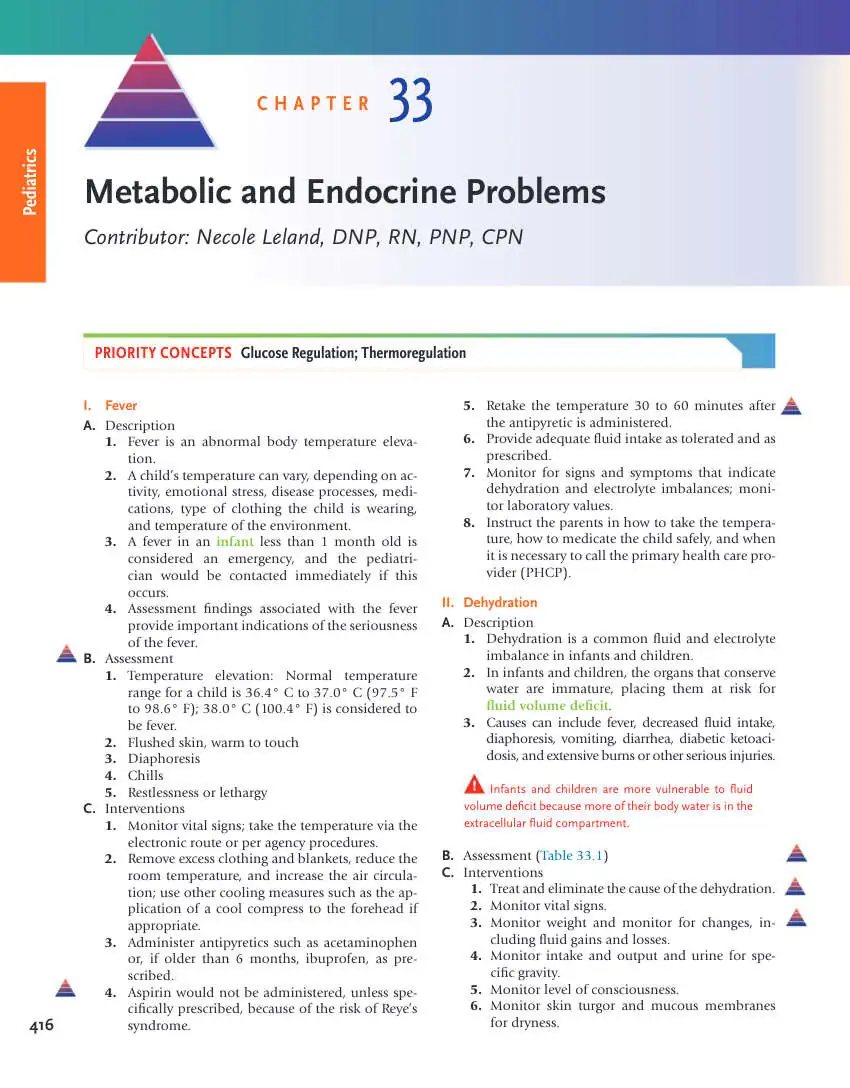 CHAPTER 33
Pediatrics
Metabolic and Endocrine Problems
Contributor: Necole Leland, DNP, RN, PNP, CPN
PRIORITY CONCEPTS Glucose Regulation; Thermoregulation
I. Fever
A. Description
1. Fever is an abnormal body temperature eleva-
tion.
2. A child's temperature can vary, depending on ac-
tivity, emotional stress, disease processes, medi-
cations, type of clothing the child is wearing,
and temperature of the environment.
3. A fever in an infant less than 1 month old is
considered an emergency, and the pediatri-
cian would be contacted immediately if this
occurs.
4. Assessment findings associated with the fever
provide important indications of the seriousness
of the fever.
B. Assessment
1. Temperature elevation: Normal temperature
range for a child is 36.4° C to 37.0° C (97.5° F
to 98.6° F); 38.0° C (100.4° F) is considered to
be fever.
2. Flushed skin, warm to touch
3. Diaphoresis
4. Chills
5. Restlessness or lethargy
C. Interventions
1. Monitor vital signs; take the temperature via the
electronic route or per agency procedures.
2. Remove excess clothing and blankets, reduce the
room temperature, and increase the air circula-
tion; use other cooling measures such as the ap-
plication of a cool compress to the forehead if
appropriate.
3. Administer antipyretics such as acetaminophen
or, if older than 6 months, ibuprofen, as pre-
scribed.
4. Aspirin would not be administered, unless spe-
cifically prescribed, because of the risk of Reye's
syndrome.
5. Retake the temperature 30 to 60 minutes after
the antipyretic is administered.
6. Provide adequate fluid intake as tolerated and as
prescribed.
7. Monitor for signs and symptoms that indicate
dehydration and electrolyte imbalances; moni-
tor laboratory values.
8. Instruct the parents in how to take the tempera-
ture, how to medicate the child safely, and when
it is necessary to call the primary health care pro-
vider (PHCP).
II. Dehydration
A. Description
1. Dehydration is a common fluid and electrolyte
imbalance in infants and children.
2. In infants and children, the organs that conserve
water are immature, placing them at risk for
fluid volume deficit.
3. Causes can include fever, decreased fluid intake,
diaphoresis, vomiting, diarrhea, diabetic ketoaci-
dosis, and extensive burns or other serious injuries.
! Infants and children are more vulnerable to fluid
volume deficit because more of their body water is in the
extracellular fluid compartment.
B. Assessment (Table 33.1)
C. Interventions
1. Treat and eliminate the cause of the dehydration.
2. Monitor vital signs.
3. Monitor weight and monitor for changes, in-
cluding fluid gains and losses.
4. Monitor intake and output and urine for spe-
cific gravity.
5. Monitor level of consciousness.
6. Monitor skin turgor and mucous membranes
for dryness.
416